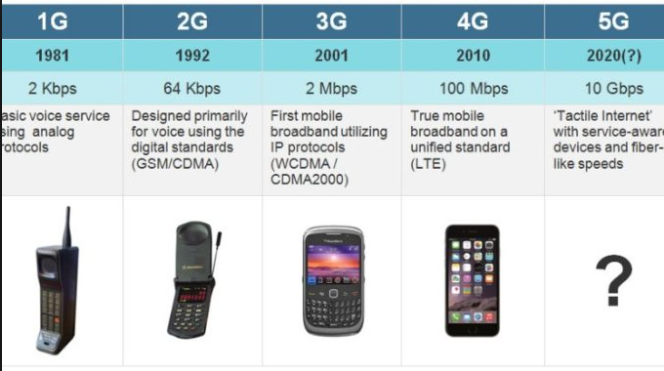 1G 2G 3G 4G 5G
1981 1992 2001 2010 2020(?)
2 Kbps 64 Kbps 2 Mbps 100 Mbps 10 Gbps
asic voice service
sing analog
rotocols
Designed primarily
for voice using the
digital standards
(GSM/CDMA)
First mobile
broadband utilizing
IP protocols
(WCDMA /
CDMA2000)
True mobile
broadband on a
unified standard
(LTE)
'Tactile Internet'
with service-aware
devices and fiber-
like speeds
?